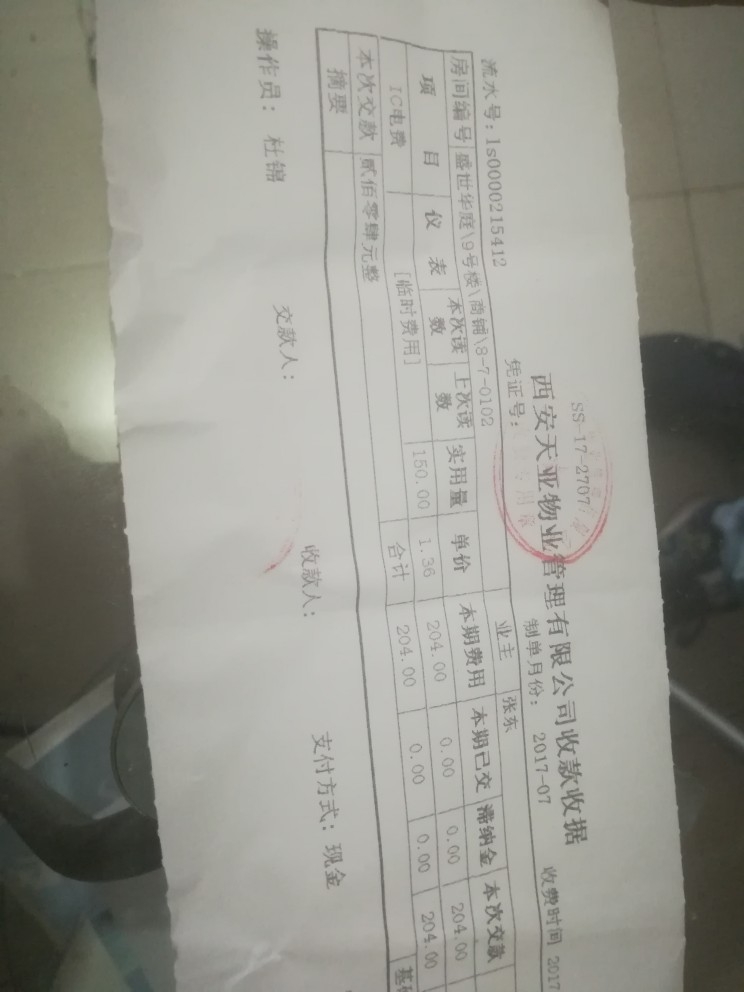 SS-17-2707
西安天亚物业管理有限公司收款收据
流水号：ls0000215412 凭证号： 制单月份： 2017-07 收费时间 2017
房间编号 盛世华庭\9号楼\商铺\8-7-0102 业主 张东
项 目 仪 表 本次读数 上次读数 实用量 单价 本期费用 本期已交 滞纳金 本次交款
IC电费 [临时费用] 150.00 1.36 204.00 0.00 0.00 204.00
合计 204.00 0.00 0.00 204.00
本次交款 贰佰零肆元整
摘要
操作员： 杜锦 交款人： 收款人： 支付方式：现金